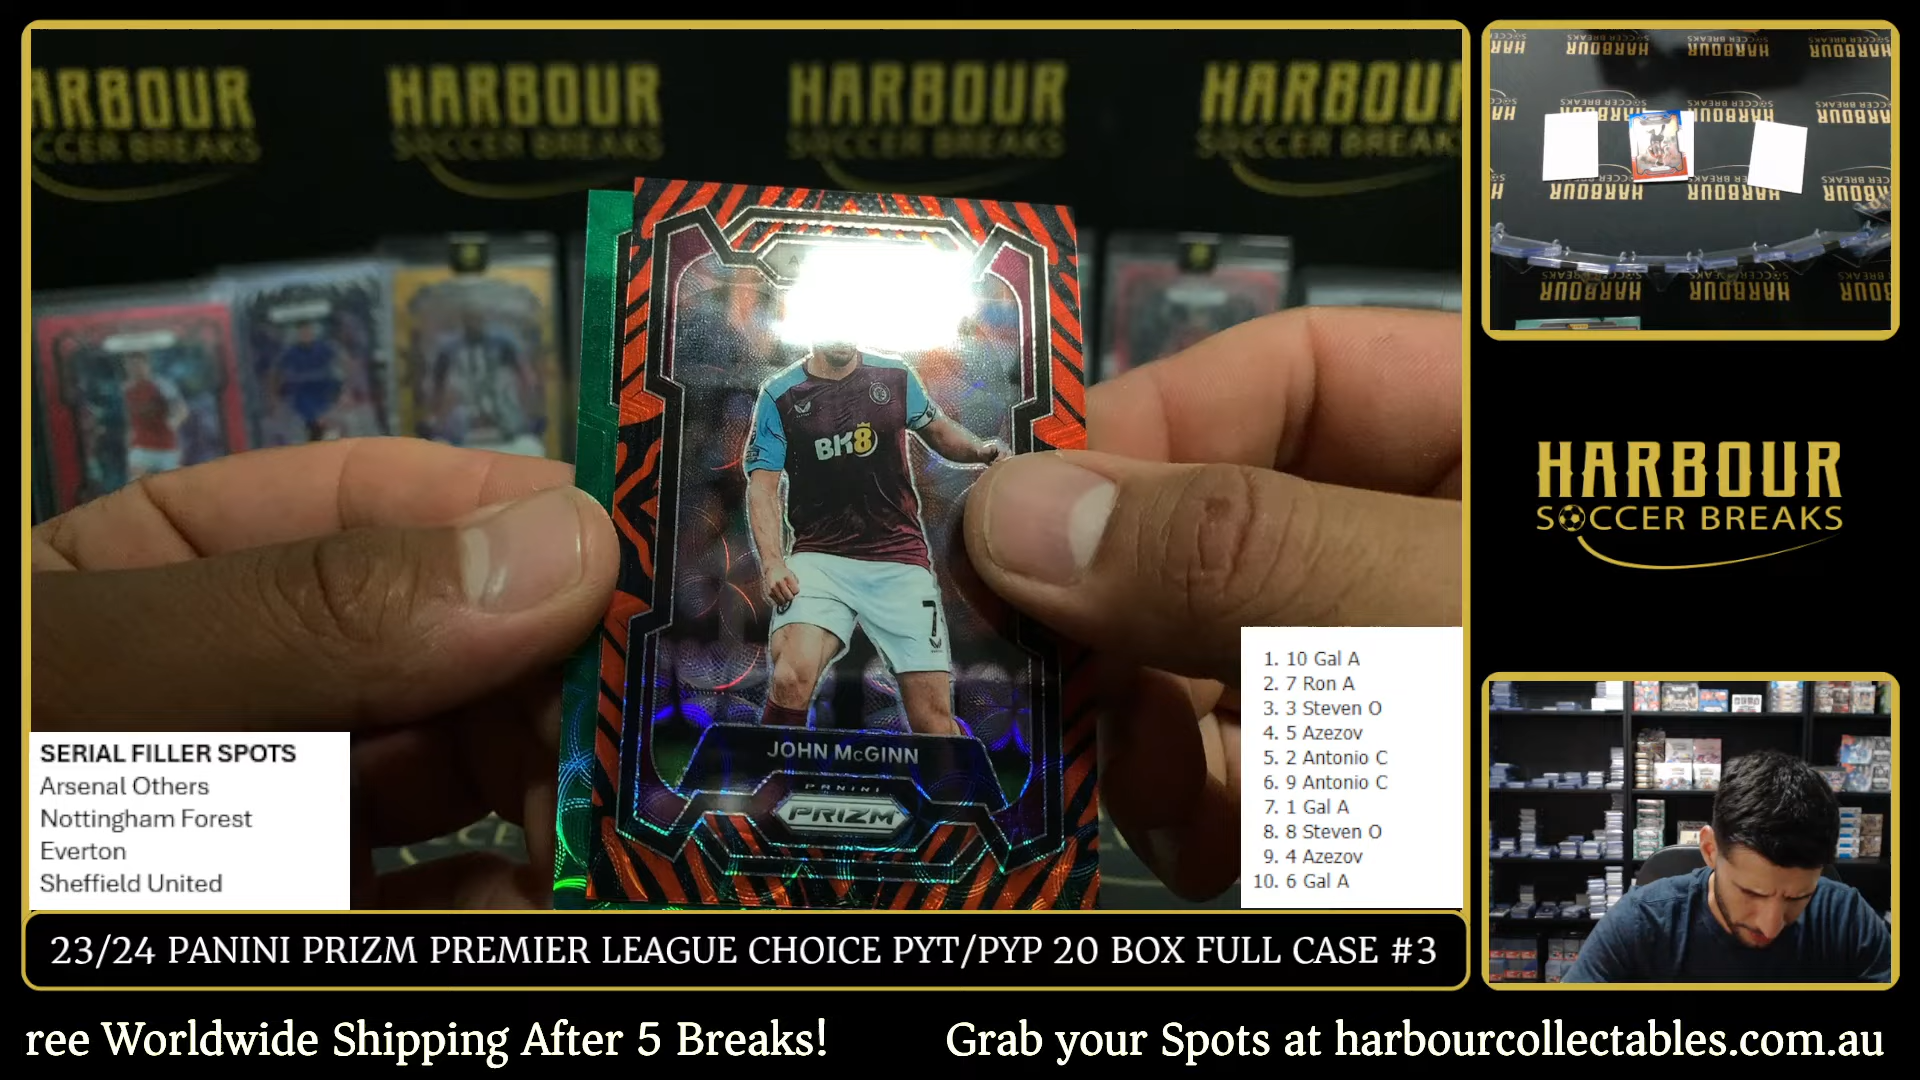 HARBOUR
SOCCER BREAKS
HARBOUR
SOCCER BREAKS
HARBOUR
SOCCER BREAKS
BK8
7
JOHN McGINN
PANINI
PRIZM
SERIAL FILLER SPOTS
Arsenal Others
Nottingham Forest
Everton
Sheffield United
1. 10 Gal A
2. 7 Ron A
3. 3 Steven O
4. 5 Azezov
5. 2 Antonio C
6. 9 Antonio C
7. 1 Gal A
8. 8 Steven O
9. 4 Azezov
10. 6 Gal A
HARBOUR
SOCCER BREAKS
23/24 PANINI PRIZM PREMIER LEAGUE CHOICE PYT/PYP 20 BOX FULL CASE #3
ree Worldwide Shipping After 5 Breaks!
Grab your Spots at harbourcollectables.com.au